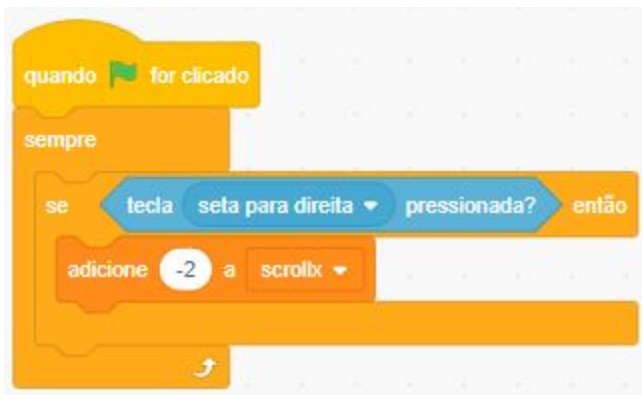 quando for clicado
sempre
se tecla seta para direita pressionada? então
adicione -2 a scrollx